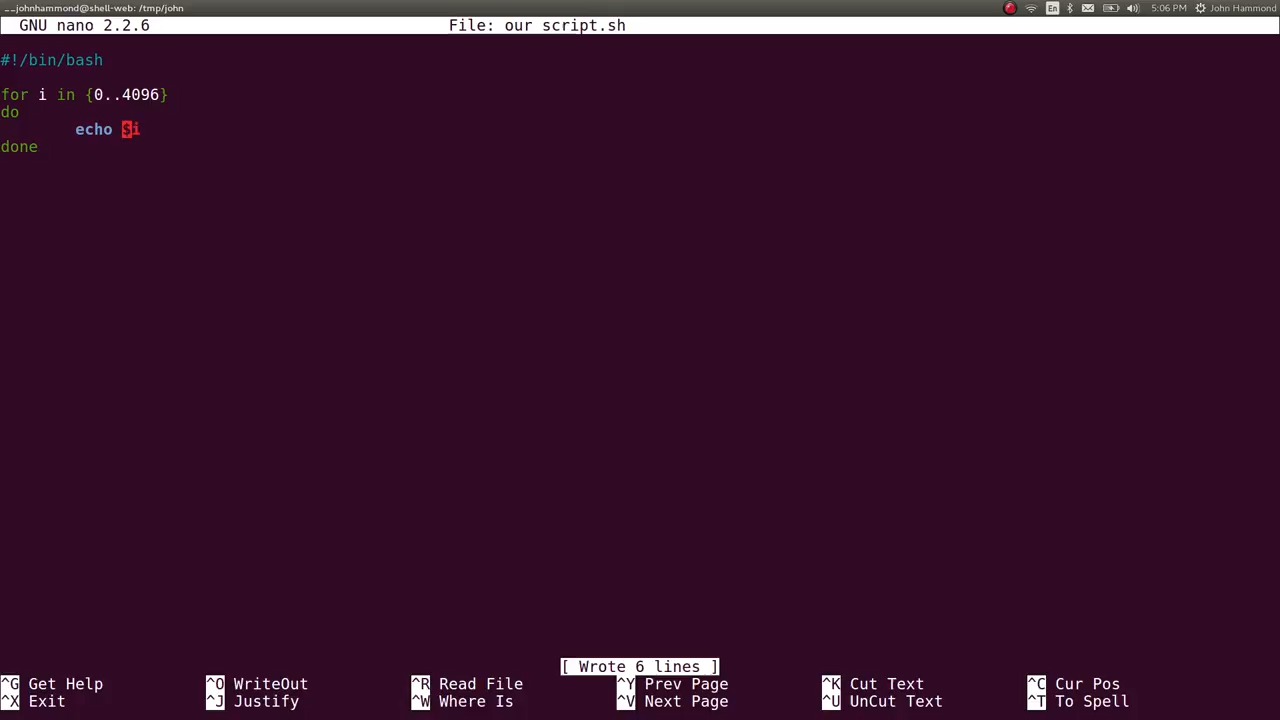 __johnhammond@shell-web: /tmp/john
En
5:06 PM
John Hammond
GNU nano 2.2.6
File: our script.sh
#!/bin/bash
for i in {0..4096}
do
echo $i
done
[ Wrote 6 lines ]
^G Get Help
^O WriteOut
^R Read File
^Y Prev Page
^K Cut Text
^C Cur Pos
^X Exit
^J Justify
^W Where Is
^V Next Page
^U UnCut Text
^T To Spell